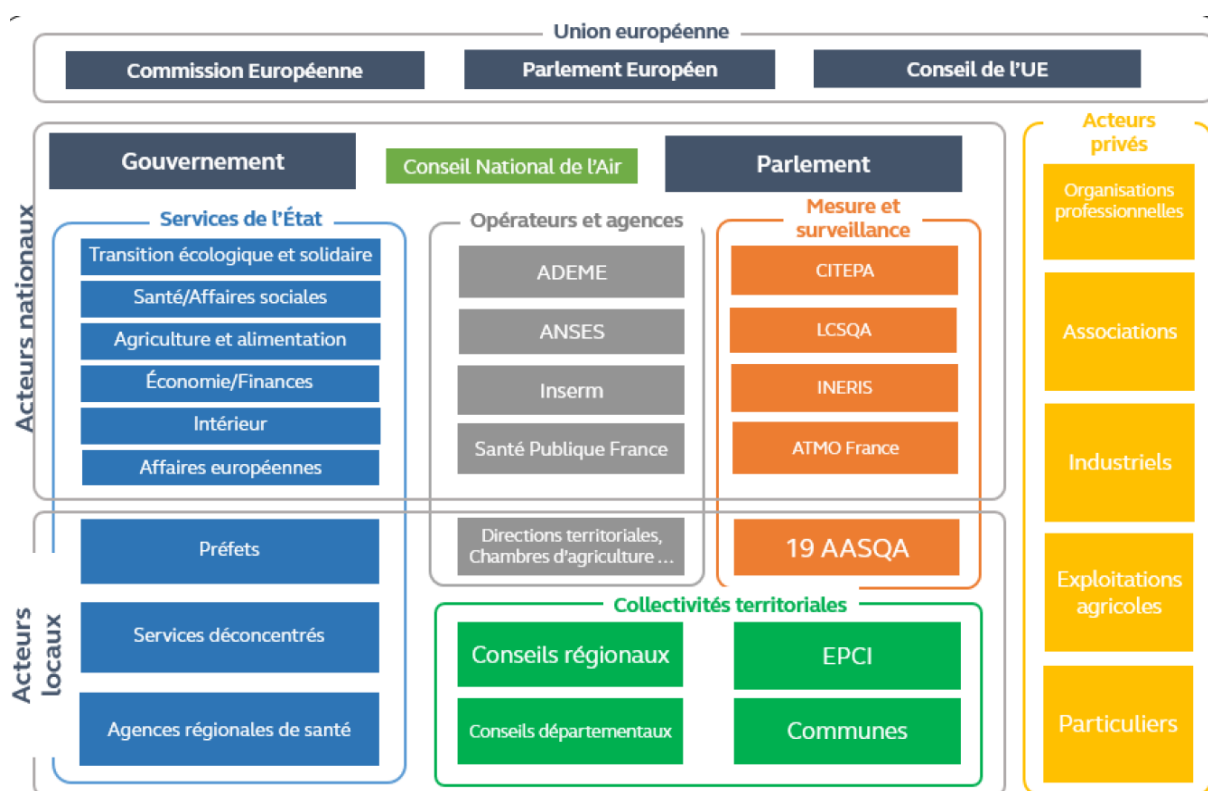 Union européenne
Commission Européenne
Parlement Européen
Conseil de l'UE
Acteurs nationaux
Gouvernement
Conseil National de l'Air
Parlement
Services de l'État
Transition écologique et solidaire
Santé/Affaires sociales
Agriculture et alimentation
Économie/Finances
Intérieur
Affaires européennes
Opérateurs et agences
ADEME
ANSES
Inserm
Santé Publique France
Mesure et
surveillance
CITEPA
LCSQA
INERIS
ATMO France
Acteurs
locaux
Préfets
Services déconcentrés
Agences régionales de santé
Directions territoriales,
Chambres d'agriculture ...
19 AASQA
Collectivités territoriales
Conseils régionaux
EPCI
Conseils départementaux
Communes
Acteurs
privés
Organisations
professionnelles
Associations
Industriels
Exploitations
agricoles
Particuliers